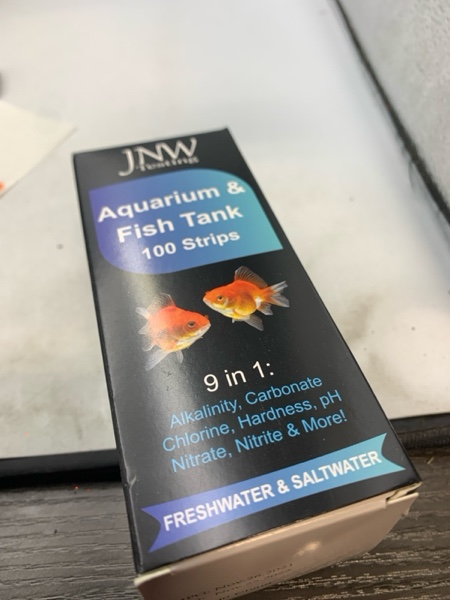 JNW
Testing
Aquarium &
Fish Tank
100 Strips
9 in 1:
Alkalinity, Carbonate
Chlorine, Hardness, pH
Nitrate, Nitrite & More!
FRESHWATER & SALTWATER